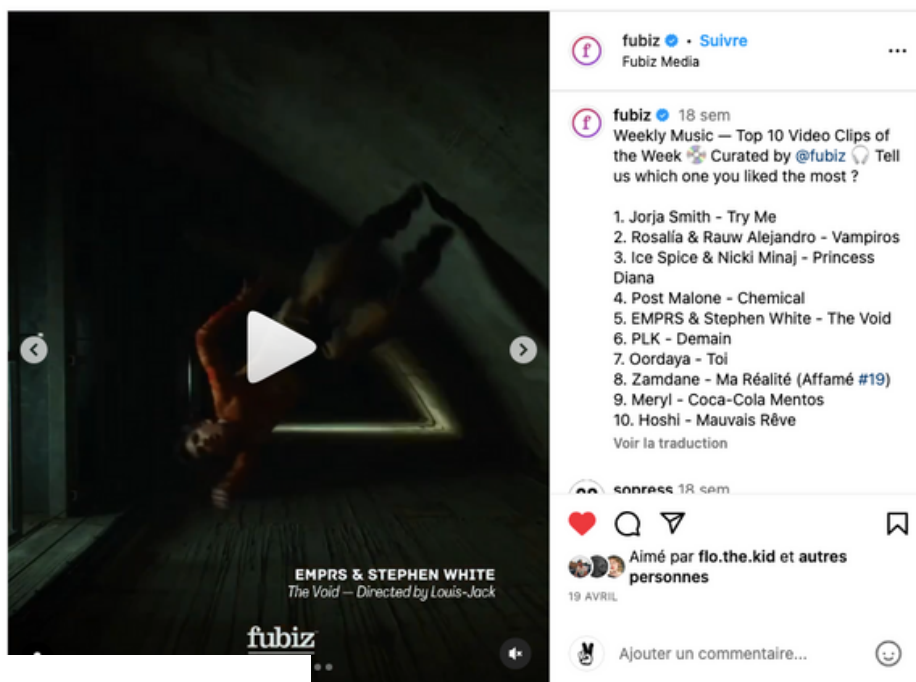 fubiz • Suivre
Fubiz Media
fubiz 18 sem
Weekly Music — Top 10 Video Clips of
the Week 💿 Curated by @fubiz 🎧 Tell
us which one you liked the most ?
1. Jorja Smith - Try Me
2. Rosalía & Rauw Alejandro - Vampiros
3. Ice Spice & Nicki Minaj - Princess
Diana
4. Post Malone - Chemical
5. EMPRS & Stephen White - The Void
6. PLK - Demain
7. Oordaya - Toi
8. Zamdane - Ma Réalité (Affamé #19)
9. Meryl - Coca-Cola Mentos
10. Hoshi - Mauvais Rêve
Voir la traduction
sopress 18 sem
Aimé par flo.the.kid et autres
personnes
19 AVRIL
Ajouter un commentaire...
EMPRS & STEPHEN WHITE
The Void — Directed by Louis-Jack
fubiz